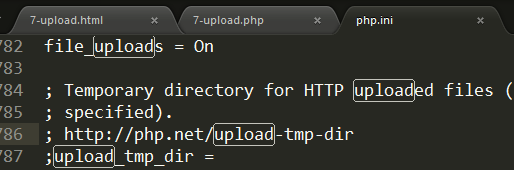 7-upload.html × 7-upload.php × php.ini ×
782 file_uploads = On
783
784 ; Temporary directory for HTTP uploaded files (
785 ; specified).
786 ; http://php.net/upload-tmp-dir
787 ;upload_tmp_dir =